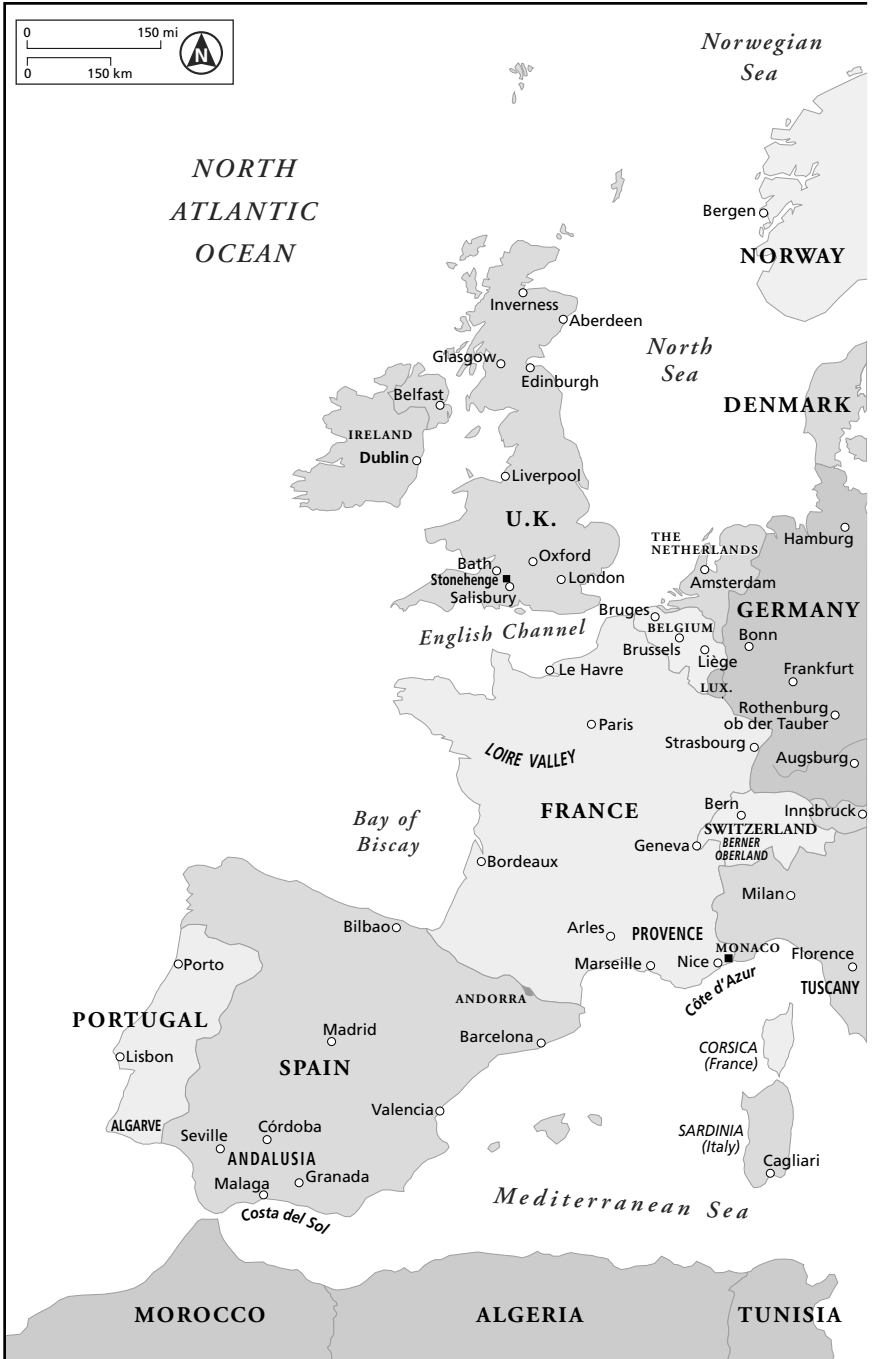 0 150 mi
N
0 150 km
Norwegian
Sea
NORTH
ATLANTIC
OCEAN
Bergen
NORWAY
Inverness
Aberdeen
North
Sea
Glasgow
Edinburgh
DENMARK
Belfast
IRELAND
Dublin
Liverpool
U.K.
THE
NETHERLANDS
Hamburg
Bath
Oxford
Stonehenge
London
Amsterdam
Salisbury
Bruges
GERMANY
English Channel
BELGIUM
Bonn
Brussels
Liège
Le Havre
Frankfurt
LUX.
Rothenburg
ob der Tauber
Paris
Strasbourg
LOIRE VALLEY
Augsburg
Bern
Innsbruck
FRANCE
Bay of
Biscay
SWITZERLAND
Geneva
BERNER
OBERLAND
Bordeaux
Milan
Bilbao
Arles
PROVENCE
MONACO
Florence
Porto
Marseille
Nice
Côte d'Azur
TUSCANY
ANDORRA
PORTUGAL
Madrid
Barcelona
CORSICA
(France)
Lisbon
SPAIN
Valencia
ALGARVE
Córdoba
Seville
SARDINIA
(Italy)
ANDALUSIA
Cagliari
Malaga
Granada
Mediterranean Sea
Costa del Sol
MOROCCO
ALGERIA
TUNISIA